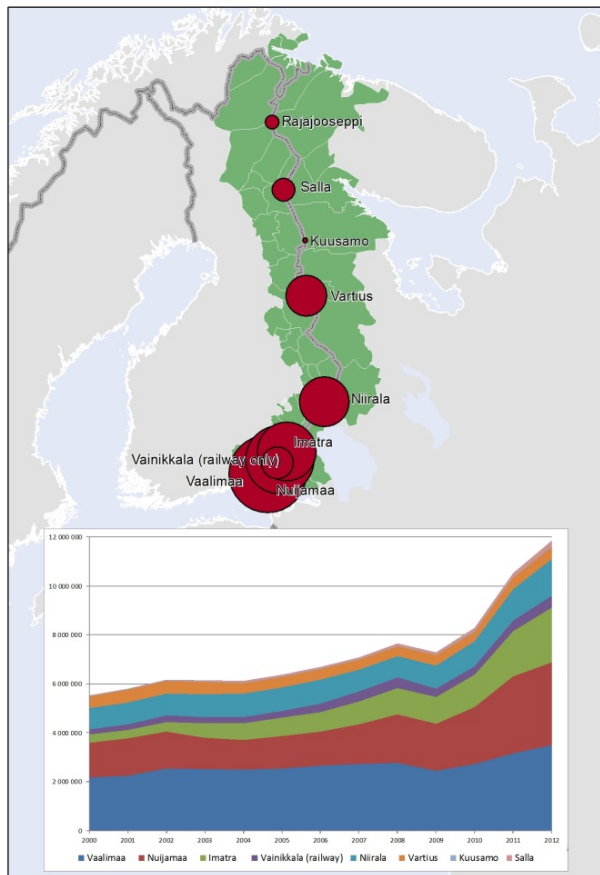 Rajajooseppi
Salla
Kuusamo
Vartius
Niirala
Imatra
Vainikkala (railway only)
Vaalimaa
Nuijamaa
12 000 000
10 000 000
8 000 000
6 000 000
4 000 000
2 000 000
0
2000 2001 2002 2003 2004 2005 2006 2007 2008 2009 2010 2011 2012
Vaalimaa Nuijamaa Imatra Vainikkala (railway) Niirala Vartius Kuusamo Salla